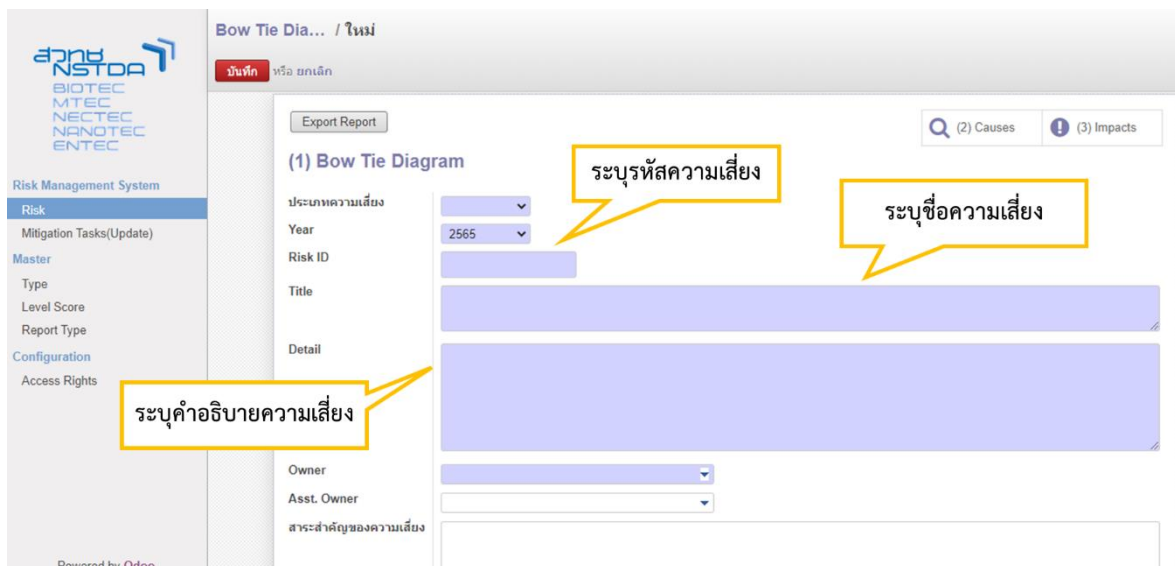 สวทช
NSTDA
BIOTEC
MTEC
NECTEC
NANOTEC
ENTEC
Risk Management System
Risk
Mitigation Tasks(Update)
Master
Type
Level Score
Report Type
Configuration
Access Rights
Powered by Odoo
Bow Tie Dia... / ใหม่
บันทึก หรือ ยกเลิก
Export Report
(2) Causes
(3) Impacts
(1) Bow Tie Diagram
ระบุรหัสความเสี่ยง
ระบุชื่อความเสี่ยง
ประเภทความเสี่ยง
Year 2565
Risk ID
Title
Detail
ระบุคำอธิบายความเสี่ยง
Owner
Asst. Owner
สาระสำคัญของความเสี่ยง